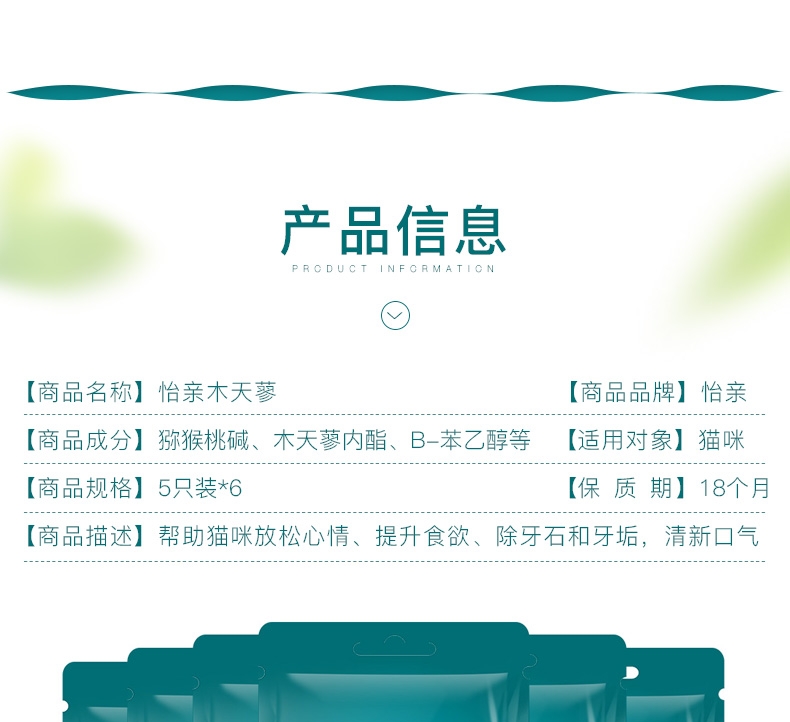 产品信息
PRODUCT INFORMATION
【商品名称】怡亲木天蓼 【商品品牌】怡亲
【商品成分】猕猴桃碱、木天蓼内酯、B-苯乙醇等 【适用对象】猫咪
【商品规格】5只装*6 【保 质 期】18个月
【商品描述】帮助猫咪放松心情、提升食欲、除牙石和牙垢，清新口气